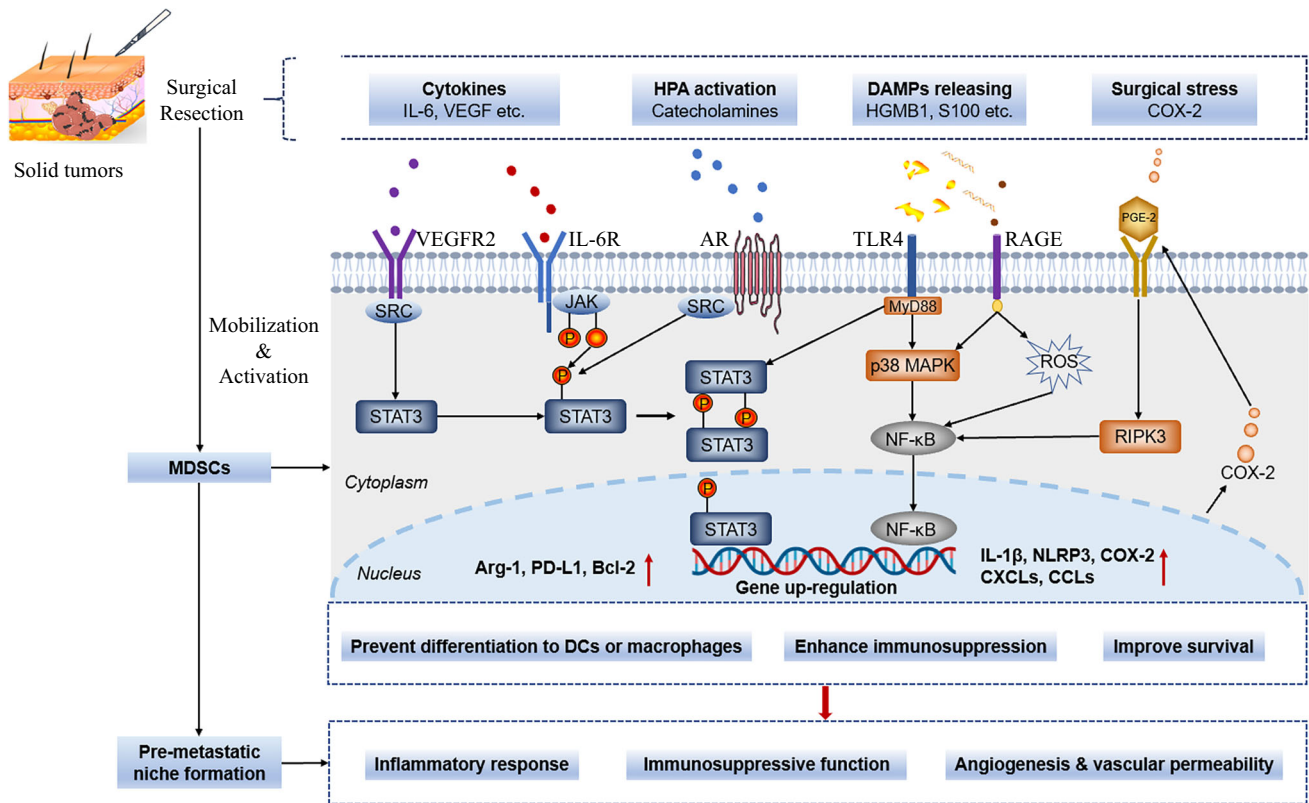 Surgical
Resection
Solid tumors
Cytokines
IL-6, VEGF etc.
HPA activation
Catecholamines
DAMPs releasing
HGMB1, S100 etc.
Surgical stress
COX-2
VEGFR2
IL-6R
AR
TLR4
RAGE
PGE-2
SRC
JAK
SRC
MyD88
P
P
STAT3
p38 MAPK
ROS
Mobilization
&
Activation
STAT3
STAT3
P
P
STAT3
NF-κB
RIPK3
MDSCs
Cytoplasm
COX-2
P
STAT3
NF-κB
Nucleus
Arg-1, PD-L1, Bcl-2
IL-1β, NLRP3, COX-2
CXCLs, CCLs
Gene up-regulation
Prevent differentiation to DCs or macrophages
Enhance immunosuppression
Improve survival
Pre-metastatic
niche formation
Inflammatory response
Immunosuppressive function
Angiogenesis & vascular permeability